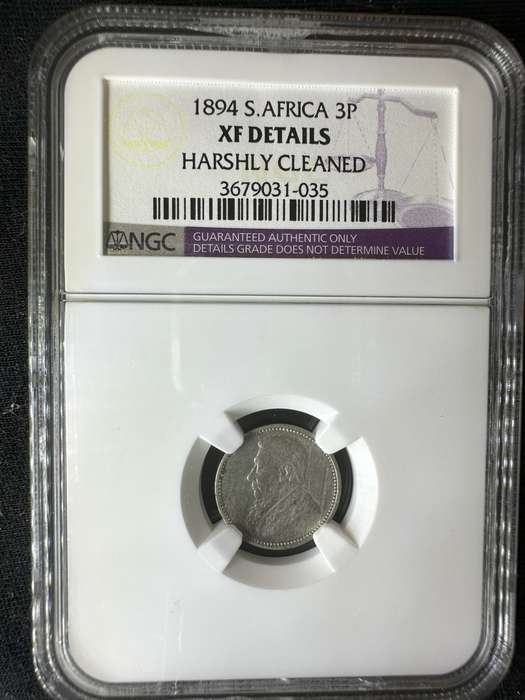 1894 S.AFRICA 3P
XF DETAILS
HARSHLY CLEANED
3679031-035
NGC
GUARANTEED AUTHENTIC ONLY
DETAILS GRADE DOES NOT DETERMINE VALUE